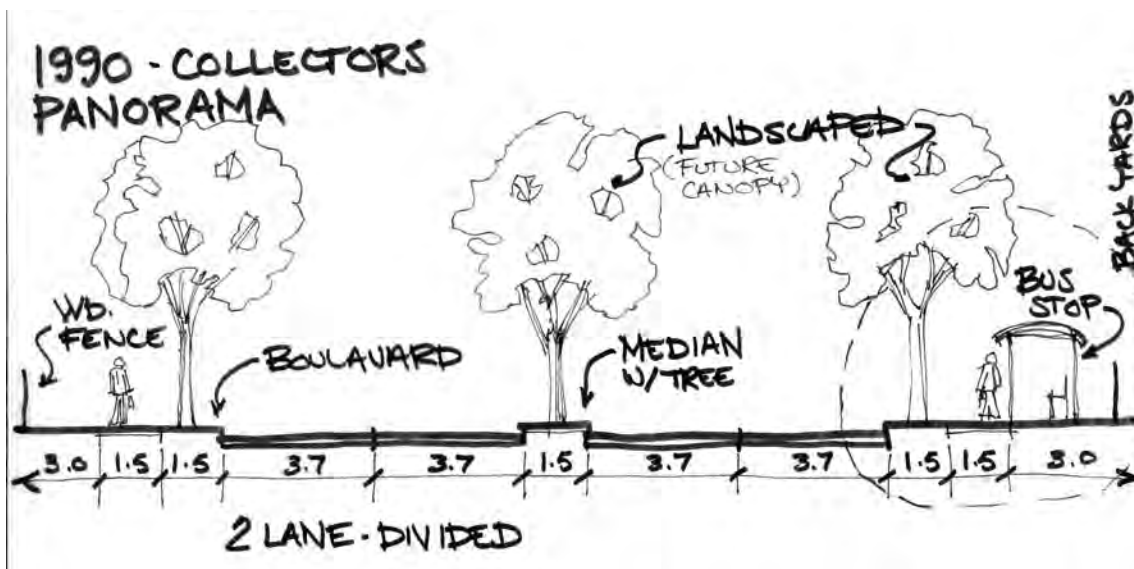 1990 - COLLECTORS
PANORAMA
LANDSCAPED
(FUTURE
CANOPY)
BACK YARDS
WD.
FENCE
BOULAVARD
MEDIAN
W/TREE
BUS
STOP
3.0 1.5 1.5 3.7 3.7 1.5 3.7 3.7 1.5 1.5 3.0
2 LANE - DIVIDED